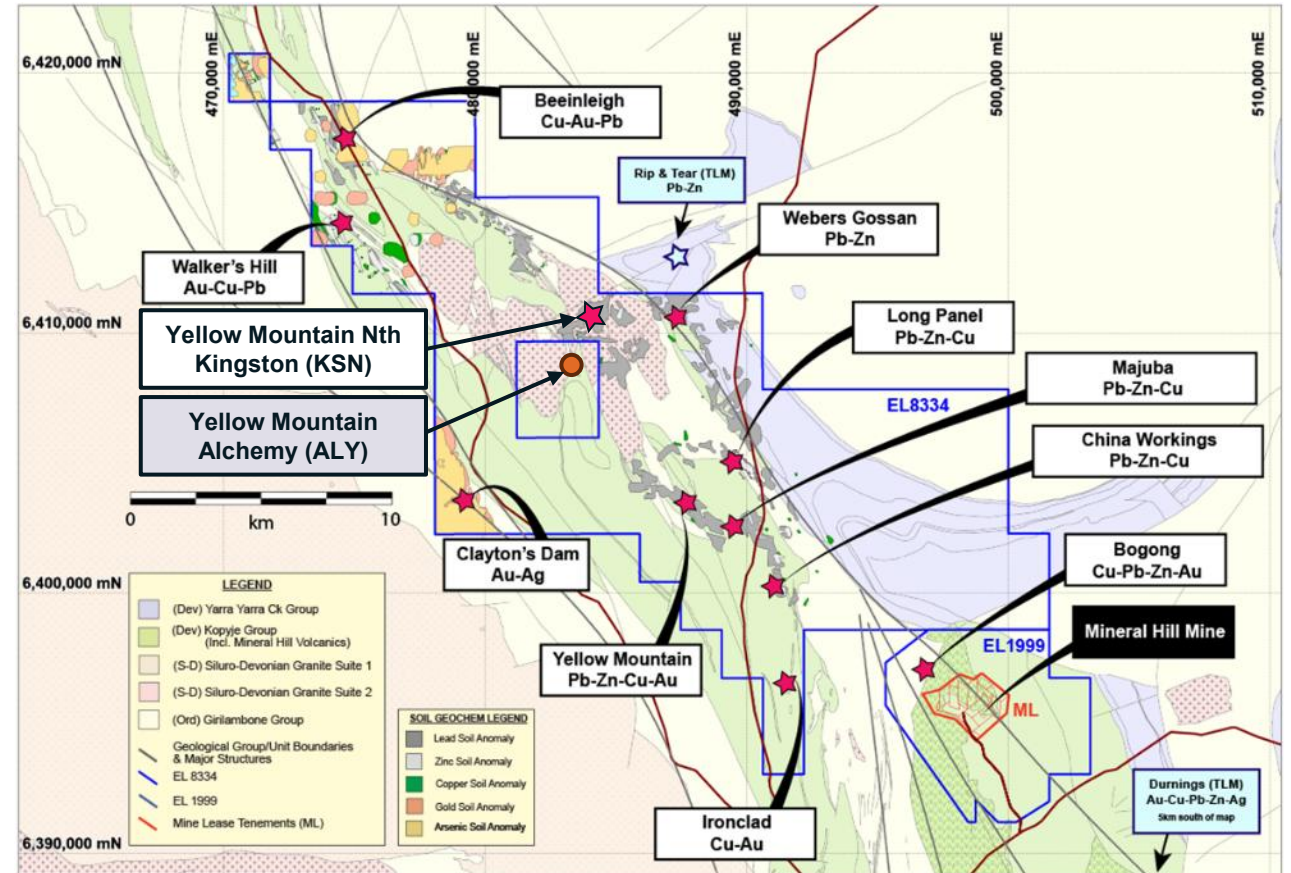 470,000 mE
480,000 mE
490,000 mE
500,000 mE
510,000 mE
6,420,000 mN
6,410,000 mN
6,400,000 mN
6,390,000 mN
Beeinleigh
Cu-Au-Pb
Rip & Tear (TLM)
Pb-Zn
Webers Gossan
Pb-Zn
Walker's Hill
Au-Cu-Pb
Yellow Mountain Nth
Kingston (KSN)
Yellow Mountain
Alchemy (ALY)
Long Panel
Pb-Zn-Cu
Majuba
Pb-Zn-Cu
EL8334
China Workings
Pb-Zn-Cu
0
10
km
Clayton's Dam
Au-Ag
Bogong
Cu-Pb-Zn-Au
Mineral Hill Mine
EL1999
ML
Yellow Mountain
Pb-Zn-Cu-Au
Ironclad
Cu-Au
Durnings (TLM)
Au-Cu-Pb-Zn-Ag
5km south of map
LEGEND
(Dev) Yarra Yarra Ck Group
(Dev) Kopyje Group
(Incl. Mineral Hill Volcanics)
(S-D) Siluro-Devonian Granite Suite 1
(S-D) Siluro-Devonian Granite Suite 2
(Ord) Girilambone Group
Geological Group/Unit Boundaries
& Major Structures
EL 8334
EL 1999
Mine Lease Tenements (ML)
SOIL GEOCHEM LEGEND
Lead Soil Anomaly
Zinc Soil Anomaly
Copper Soil Anomaly
Gold Soil Anomaly
Arsenic Soil Anomaly